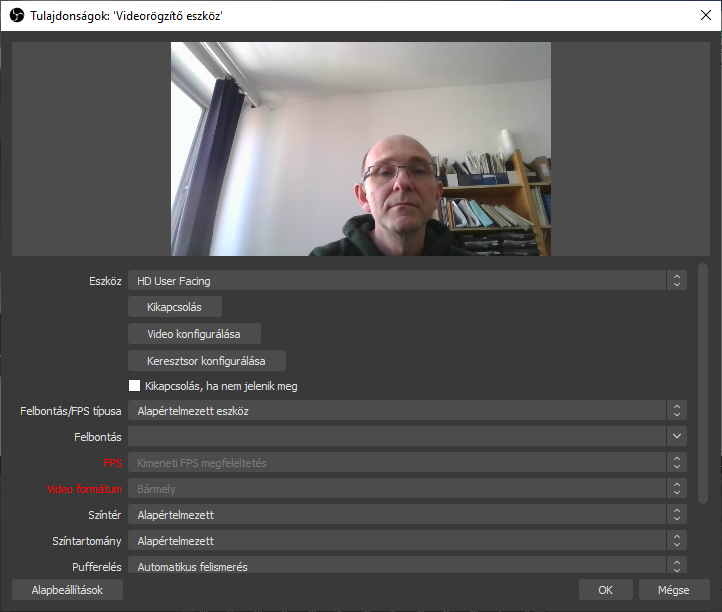 Tulajdonságok: 'Videorögzítő eszköz'
Eszköz HD User Facing
Kikapcsolás
Video konfigurálása
Keresztsor konfigurálása
Kikapcsolás, ha nem jelenik meg
Felbontás/FPS típusa Alapértelmezett eszköz
Felbontás
FPS Kimeneti FPS megfeleltetés
Video formátum Bármely
Színtér Alapértelmezett
Színtartomány Alapértelmezett
Pufferelés Automatikus felismerés
Alapbeállítások OK Mégse